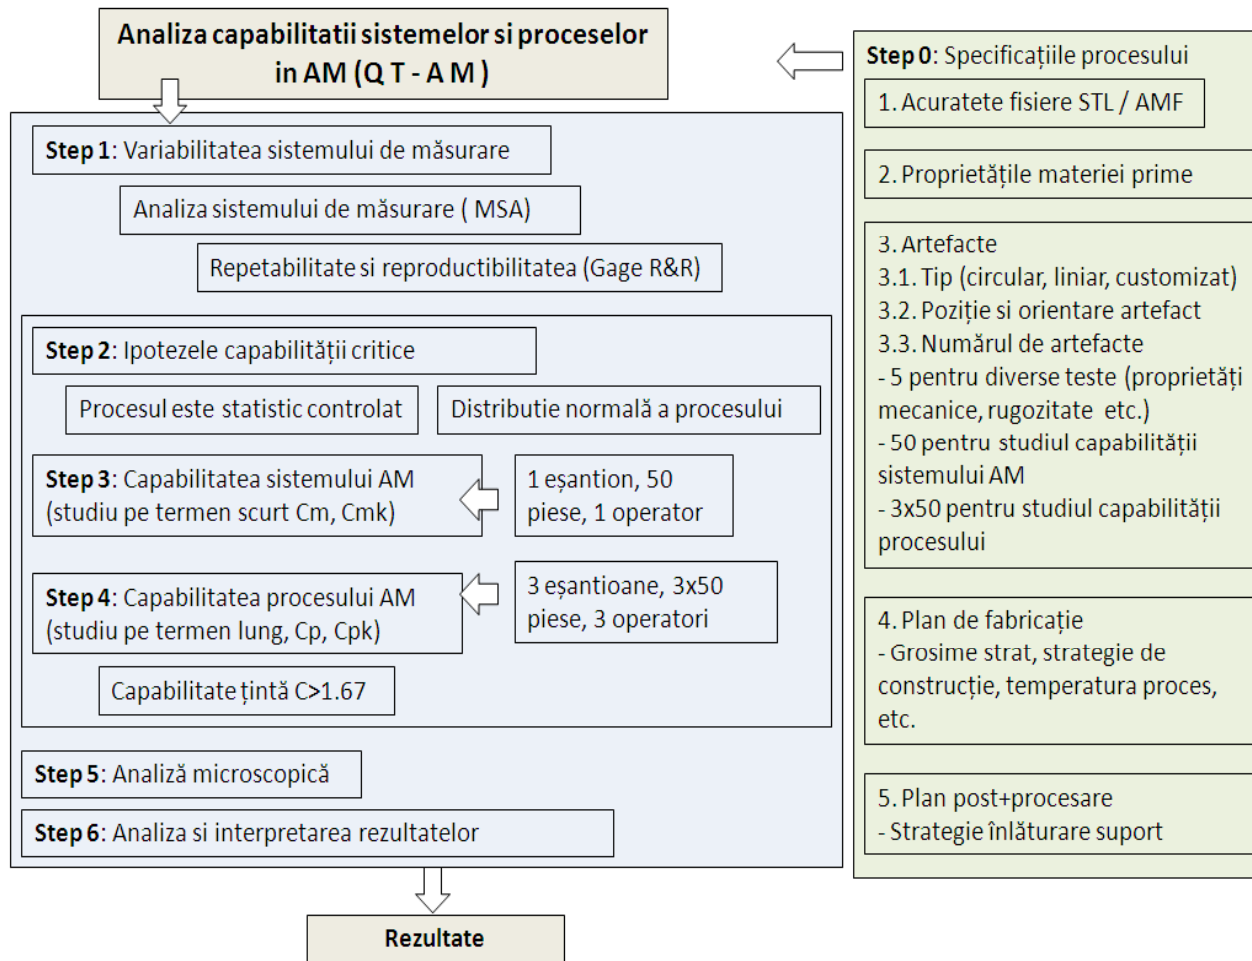 Analiza capabilitatii sistemelor si proceselor
in AM (Q T - A M )
Step 1: Variabilitatea sistemului de măsurare
Analiza sistemului de măsurare ( MSA)
Repetabilitate si reproductibilitatea (Gage R&R)
Step 2: Ipotezele capabilității critice
Procesul este statistic controlat
Distributie normală a procesului
Step 3: Capabilitatea sistemului AM
(studiu pe termen scurt Cm, Cmk)
1 eșantion, 50
piese, 1 operator
Step 4: Capabilitatea procesului AM
(studiu pe termen lung, Cp, Cpk)
3 eșantioane, 3x50
piese, 3 operatori
Capabilitate țintă C>1.67
Step 5: Analiză microscopică
Step 6: Analiza si interpretarea rezultatelor
Rezultate
Step 0: Specificațiile procesului
1. Acuratete fisiere STL / AMF
2. Proprietățile materiei prime
3. Artefacte
3.1. Tip (circular, liniar, customizat)
3.2. Poziție si orientare artefact
3.3. Numărul de artefacte
- 5 pentru diverse teste (proprietăți
mecanice, rugozitate etc.)
- 50 pentru studiul capabilității
sistemului AM
- 3x50 pentru studiul capabilității
procesului
4. Plan de fabricație
- Grosime strat, strategie de
construcție, temperatura proces,
etc.
5. Plan post+procesare
- Strategie înlăturare suport